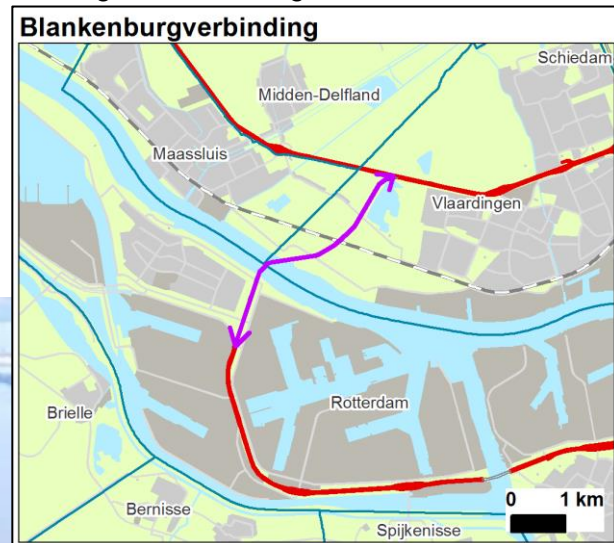 Blankenburgverbinding
Schiedam
Midden-Delfland
Maassluis
Vlaardingen
Brielle
Rotterdam
Bernisse
Spijkenisse
0 1 km